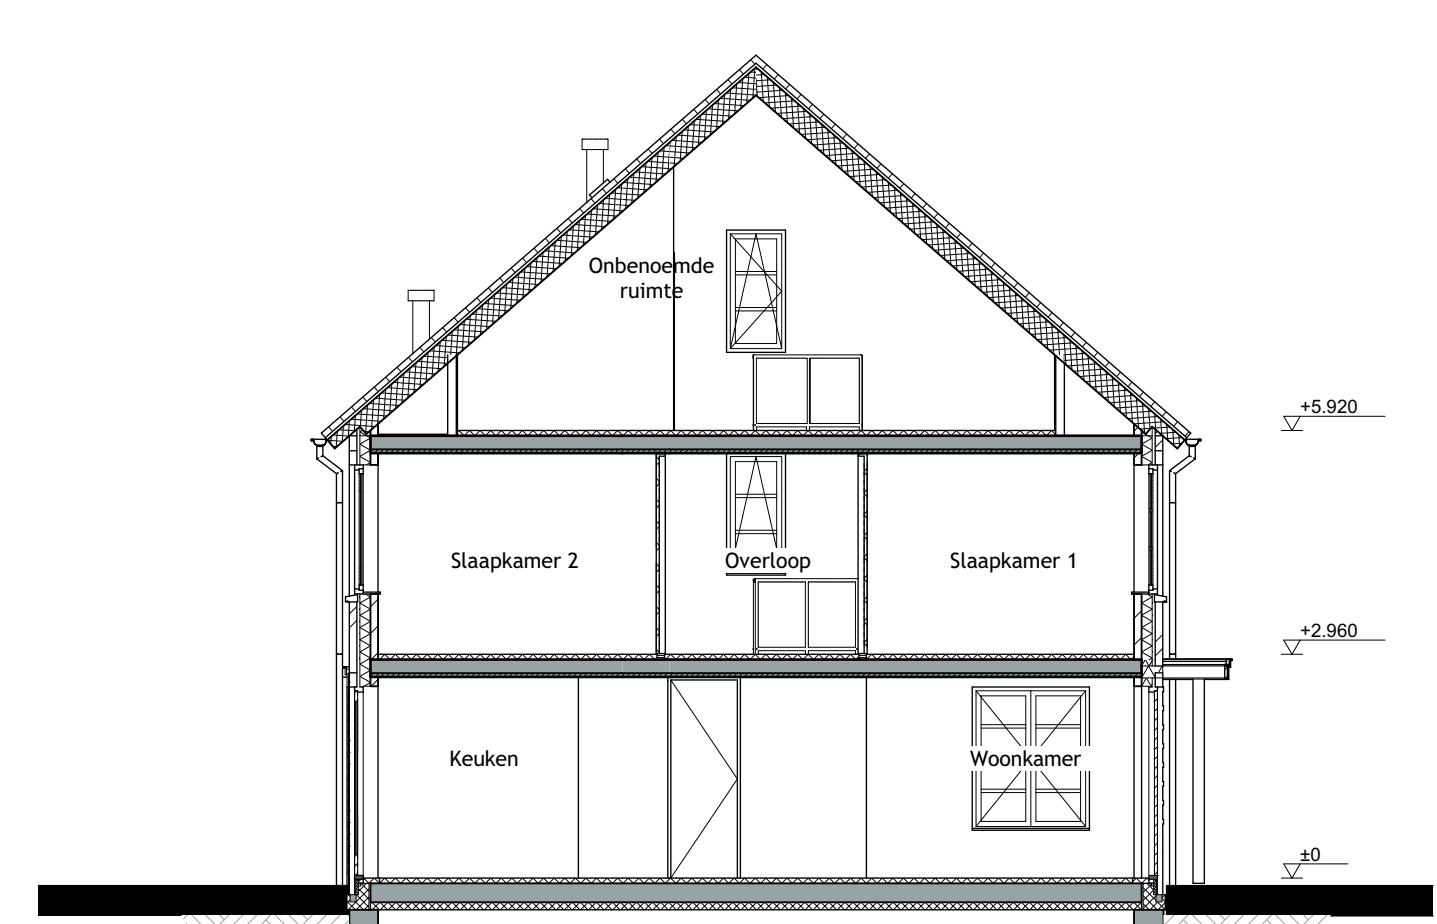 Onbenoemde
ruimte
+5.920
Slaapkamer 2
Overloop
Slaapkamer 1
+2.960
Keuken
Woonkamer
±0